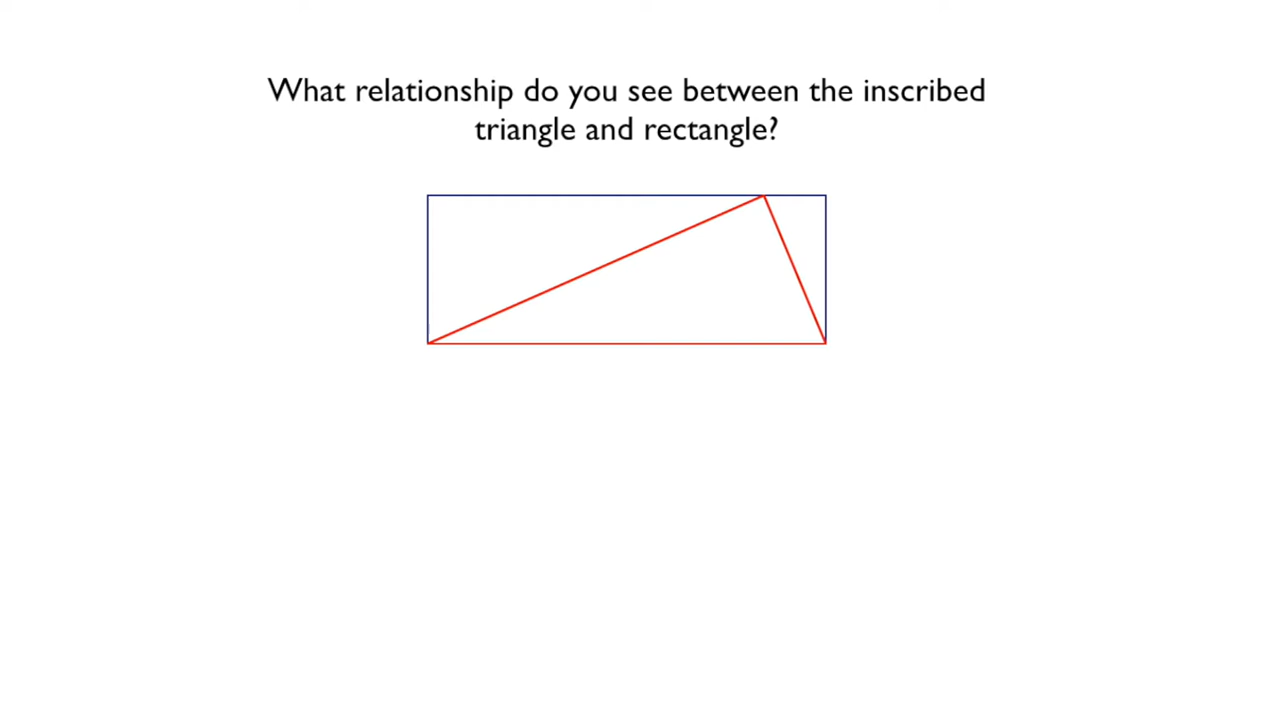 What relationship do you see between the inscribed
triangle and rectangle?